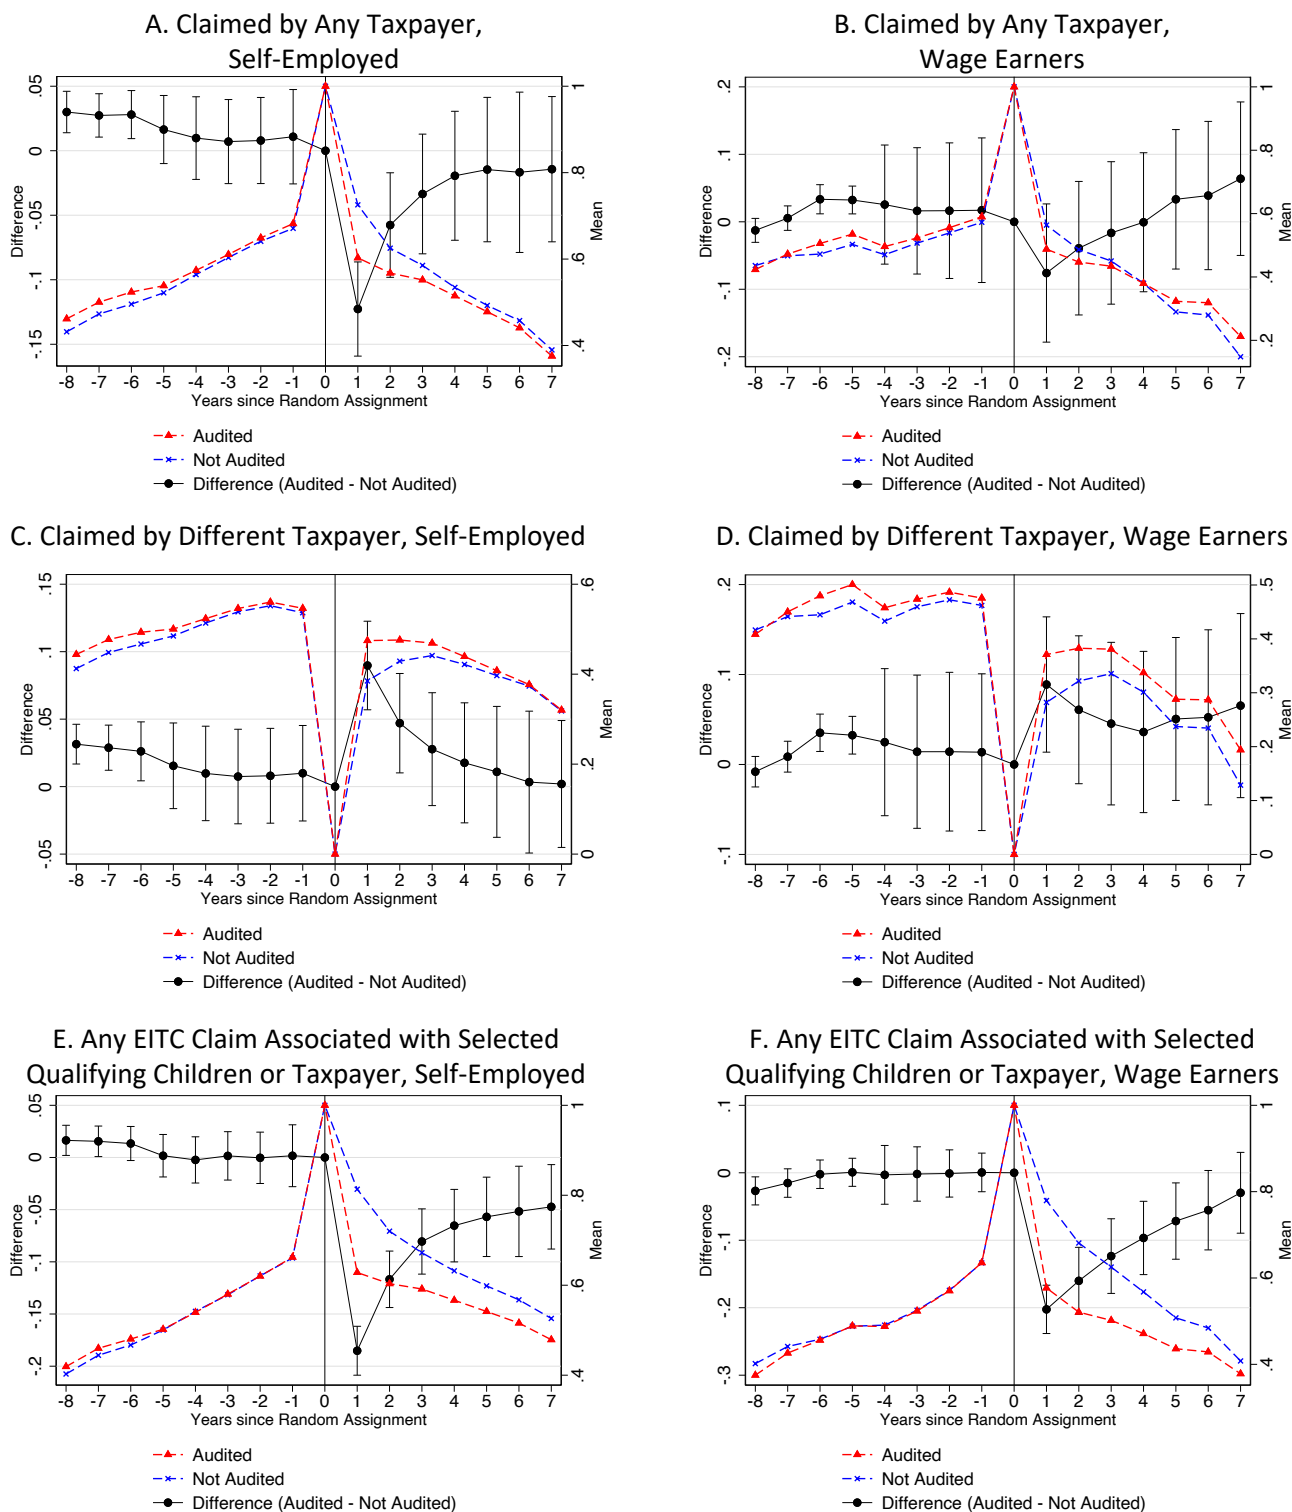 A. Claimed by Any Taxpayer,
Self-Employed
.05
0
-.05
-.1
-.15
Difference
1
.8
.6
.4
Mean
-8 -7 -6 -5 -4 -3 -2 -1 0 1 2 3 4 5 6 7
Years since Random Assignment
Audited
Not Audited
Difference (Audited - Not Audited)
B. Claimed by Any Taxpayer,
Wage Earners
.2
.1
0
-.1
-.2
Difference
1
.8
.6
.4
.2
Mean
-8 -7 -6 -5 -4 -3 -2 -1 0 1 2 3 4 5 6 7
Years since Random Assignment
Audited
Not Audited
Difference (Audited - Not Audited)
C. Claimed by Different Taxpayer, Self-Employed
.15
.1
.05
0
-.05
Difference
.6
.4
.2
0
Mean
-8 -7 -6 -5 -4 -3 -2 -1 0 1 2 3 4 5 6 7
Years since Random Assignment
Audited
Not Audited
Difference (Audited - Not Audited)
D. Claimed by Different Taxpayer, Wage Earners
.2
.1
0
-.1
Difference
.5
.4
.3
.2
.1
0
Mean
-8 -7 -6 -5 -4 -3 -2 -1 0 1 2 3 4 5 6 7
Years since Random Assignment
Audited
Not Audited
Difference (Audited - Not Audited)
E. Any EITC Claim Associated with Selected
Qualifying Children or Taxpayer, Self-Employed
.05
0
-.05
-.1
-.15
-.2
Difference
1
.8
.6
.4
Mean
-8 -7 -6 -5 -4 -3 -2 -1 0 1 2 3 4 5 6 7
Years since Random Assignment
Audited
Not Audited
Difference (Audited - Not Audited)
F. Any EITC Claim Associated with Selected
Qualifying Children or Taxpayer, Wage Earners
.1
0
-.1
-.2
-.3
Difference
1
.8
.6
.4
Mean
-8 -7 -6 -5 -4 -3 -2 -1 0 1 2 3 4 5 6 7
Years since Random Assignment
Audited
Not Audited
Difference (Audited - Not Audited)